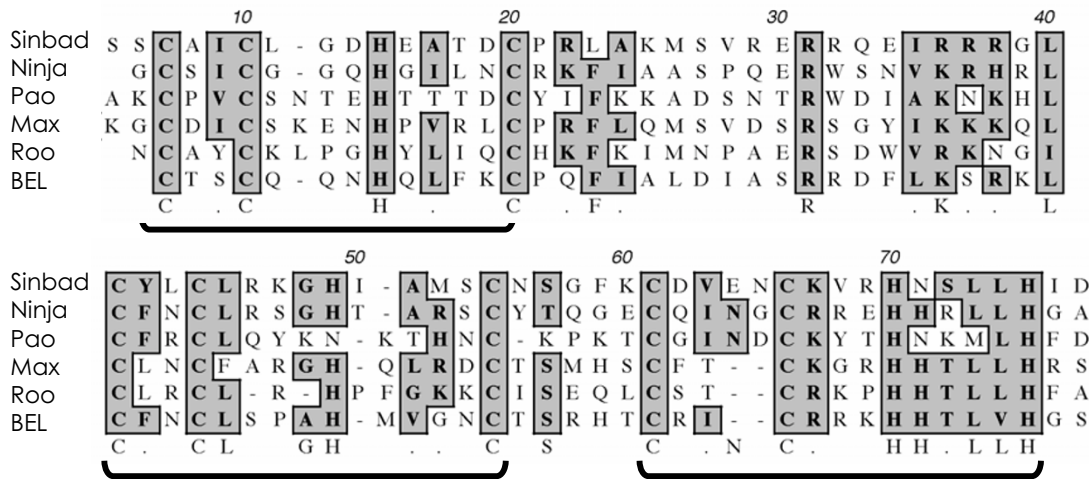 10 20 30 40
Sinbad S S C A I C L - G D H E A T D C P R L A K M S V R E R R Q E I R R R G L
Ninja G C S I C G - G Q H G I L N C R K F I A A S P Q E R W S N V K R H R L
Pao A K C P V C S N T E H T T T D C Y I F K K A D S N T R W D I A K N K H L
Max K G C D I C S K E N H P V R L C P R F L Q M S V D S R S G Y I K K K Q L
Roo N C A Y C K L P G H Y L I Q C H K F K I M N P A E R S D W V R K N G I
BEL C T S C Q - Q N H Q L F K C P Q F I A L D I A S R R D F L K S R K L
C . C H . C . F . R . K . . L
50 60 70
Sinbad C Y L C L R K G H I - A M S C N S G F K C D V E N C K V R H N S L L H I D
Ninja C F N C L R S G H T - A R S C Y T Q G E C Q I N G C R R E H H R L L H G A
Pao C F R C L Q Y K N - K T H N C - K P K T C G I N D C K Y T H N K M L H F D
Max C L N C F A R G H - Q L R D C T S M H S C F T - - C K G R H H T L L H R S
Roo C L R C L - R - H P F G K K C I S E Q L C S T - - C R K P H H T L L H F A
BEL C F N C L S P A H - M V G N C T S R H T C R I - - C R R K H H T L V H G S
C . C L G H . . C S C . N C . H H . L L H